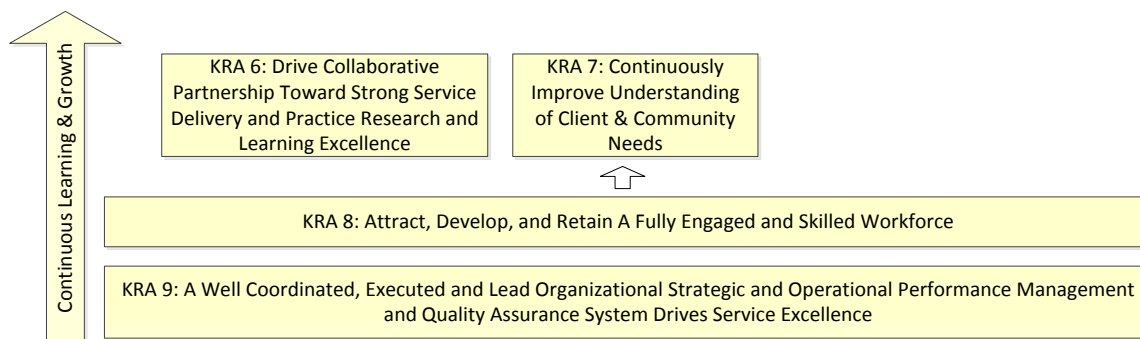 Continuous Learning & Growth
KRA 6: Drive Collaborative
Partnership Toward Strong Service
Delivery and Practice Research and
Learning Excellence
KRA 7: Continuously
Improve Understanding
of Client & Community
Needs
KRA 8: Attract, Develop, and Retain A Fully Engaged and Skilled Workforce
KRA 9: A Well Coordinated, Executed and Lead Organizational Strategic and Operational Performance Management
and Quality Assurance System Drives Service Excellence